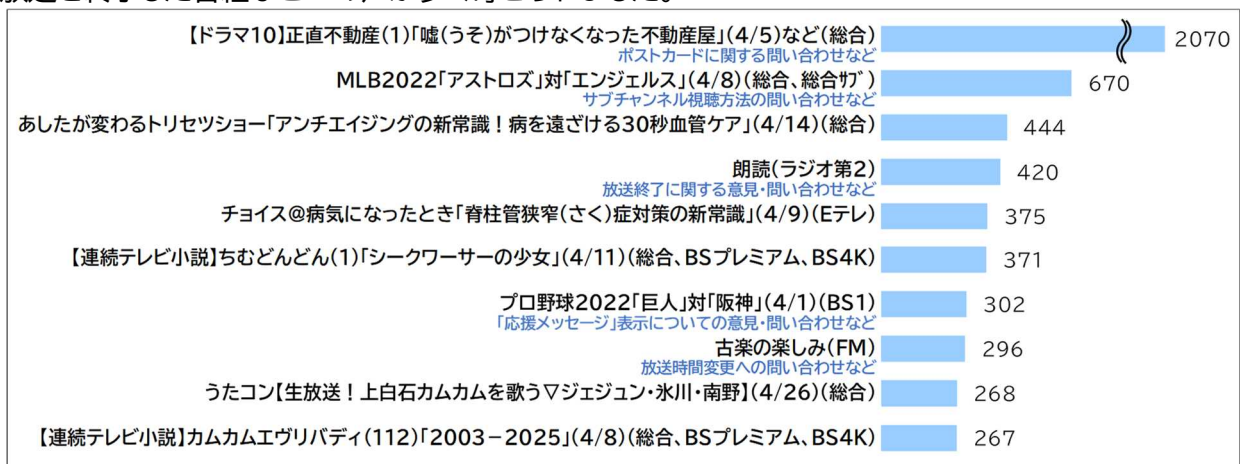 【ドラマ10】正直不動産(1)「嘘(うそ)がつけなくなった不動産屋」(4/5)など(総合) 2070
ポストカードに関する問い合わせなど
MLB2022「アストロズ」対「エンジェルス」(4/8)(総合、総合サブ) 670
サブチャンネル視聴方法の問い合わせなど
あしたが変わるトリセツショー「アンチエイジングの新常識！病を遠ざける30秒血管ケア」(4/14)(総合) 444
朗読(ラジオ第2) 420
放送終了に関する意見・問い合わせなど
チョイス@病気になったとき「脊柱管狭窄(さく)症対策の新常識」(4/9)(Eテレ) 375
【連続テレビ小説】ちむどんどん(1)「シークワーサーの少女」(4/11)(総合、BSプレミアム、BS4K) 371
プロ野球2022「巨人」対「阪神」(4/1)(BS1) 302
「応援メッセージ」表示についての意見・問い合わせなど
古楽の楽しみ(FM) 296
放送時間変更への問い合わせなど
うたコン【生放送！上白石カムカムを歌う▽ジェジュン・氷川・南野】(4/26)(総合) 268
【連続テレビ小説】カムカムエヴリバディ(112)「2003－2025」(4/8)(総合、BSプレミアム、BS4K) 267